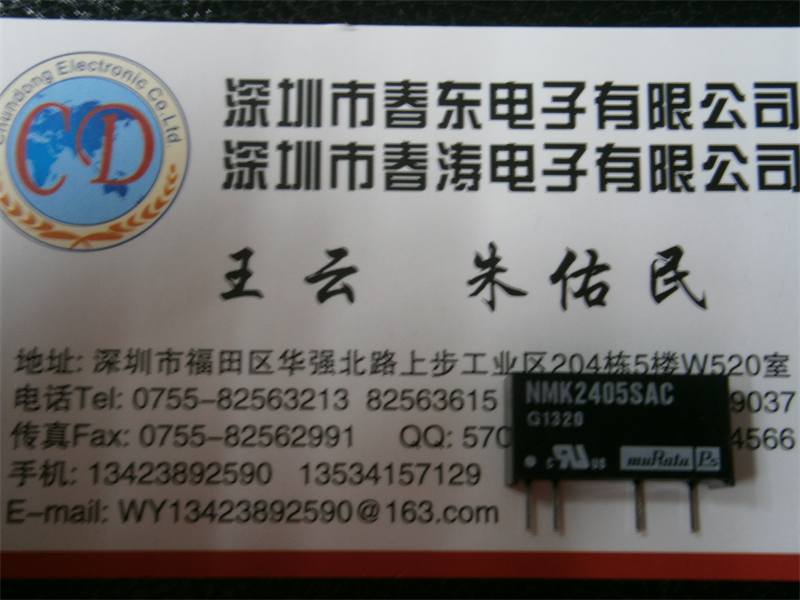 Chundong Electronic Co.Ltd
CD
深圳市春东电子有限公司
深圳市春涛电子有限公司
王云 朱佑民
地址: 深圳市福田区华强北路上步工业区204栋5楼W520室
电话Tel: 0755-82563213 82563615 9037
传真Fax: 0755-82562991 QQ: 570 4566
手机: 13423892590 13534157129
E-mail: WY13423892590@163.com
NMK2405SAC
G1320
c RU us muRata Ps